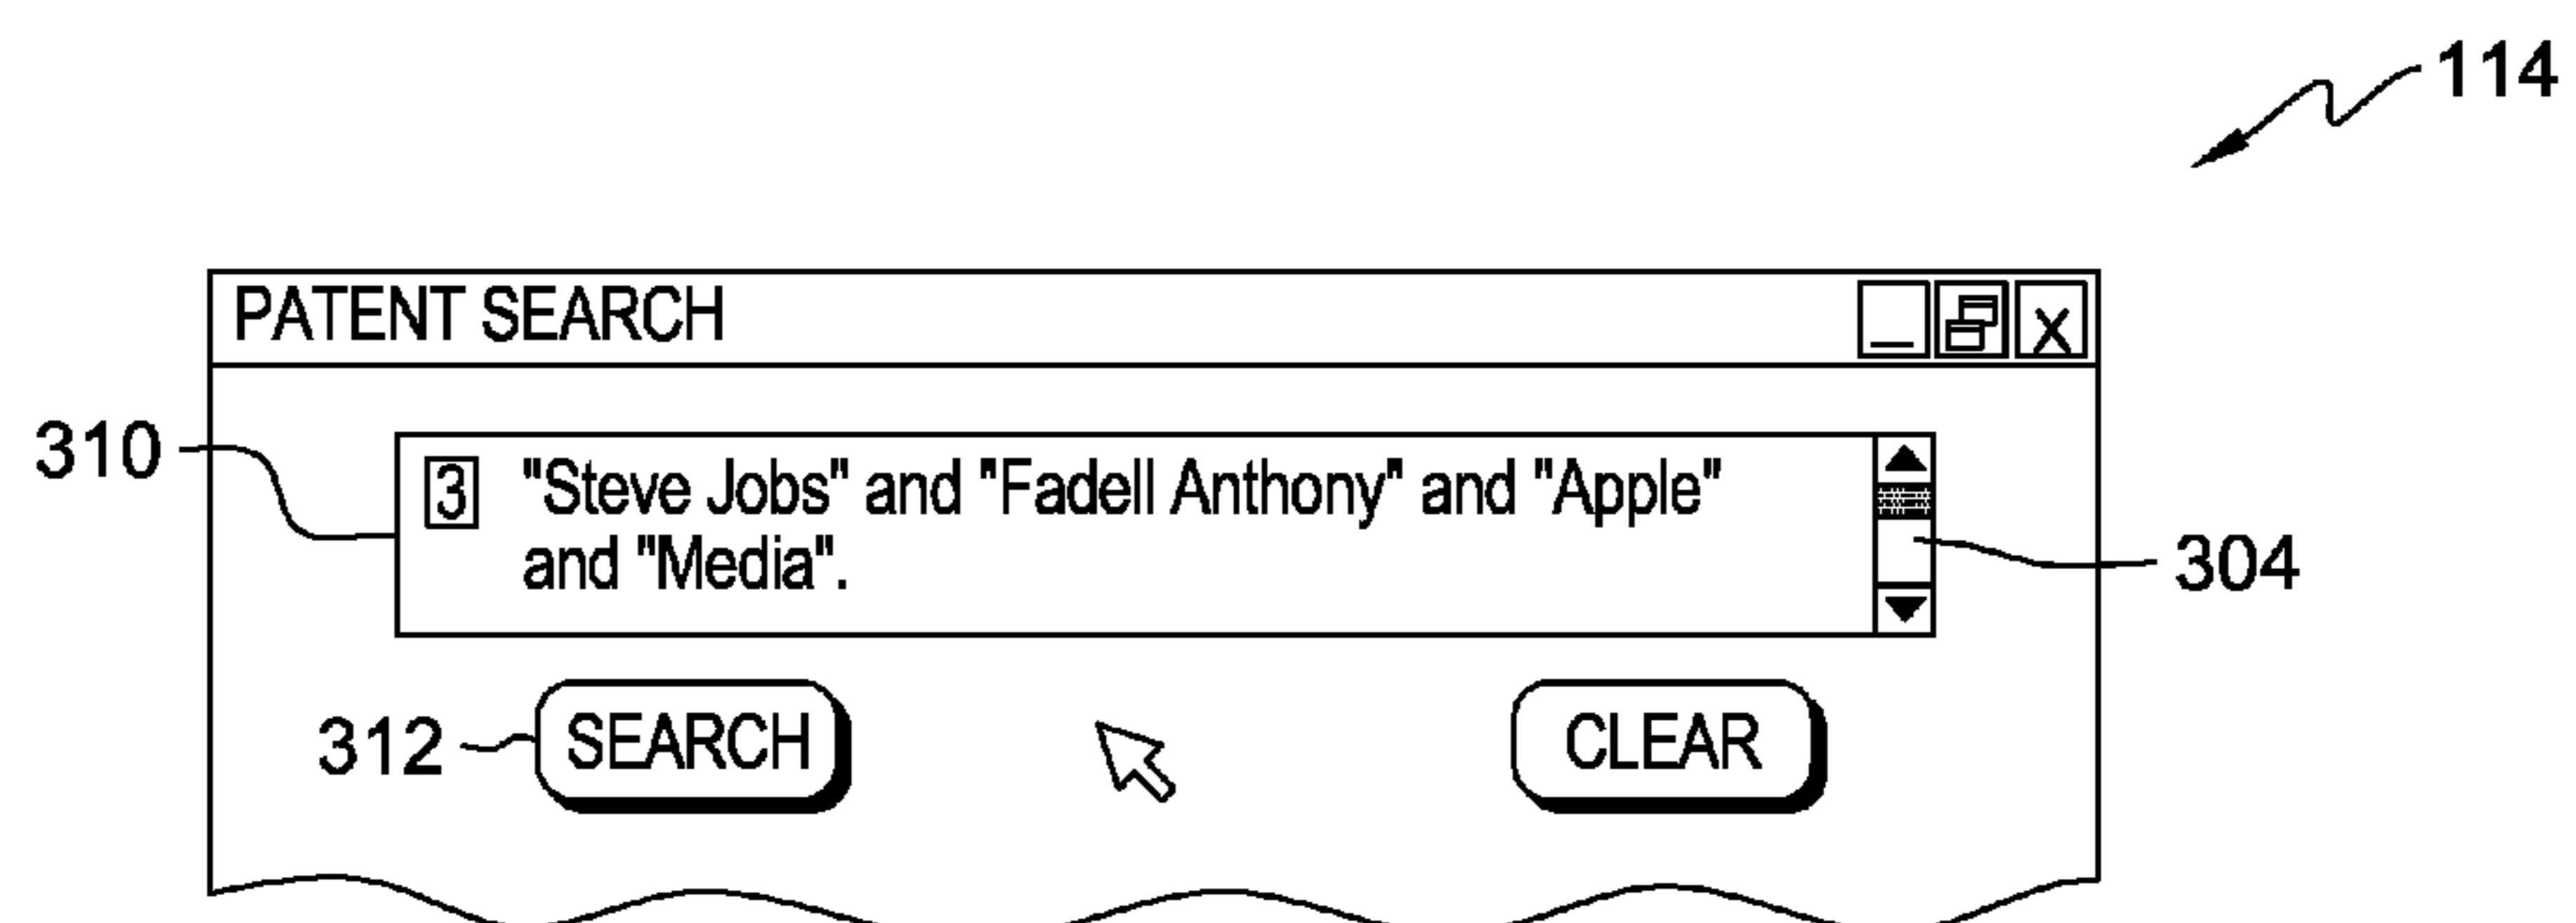 114
PATENT SEARCH
310
3 "Steve Jobs" and "Fadell Anthony" and "Apple"
and "Media".
304
312
SEARCH
CLEAR